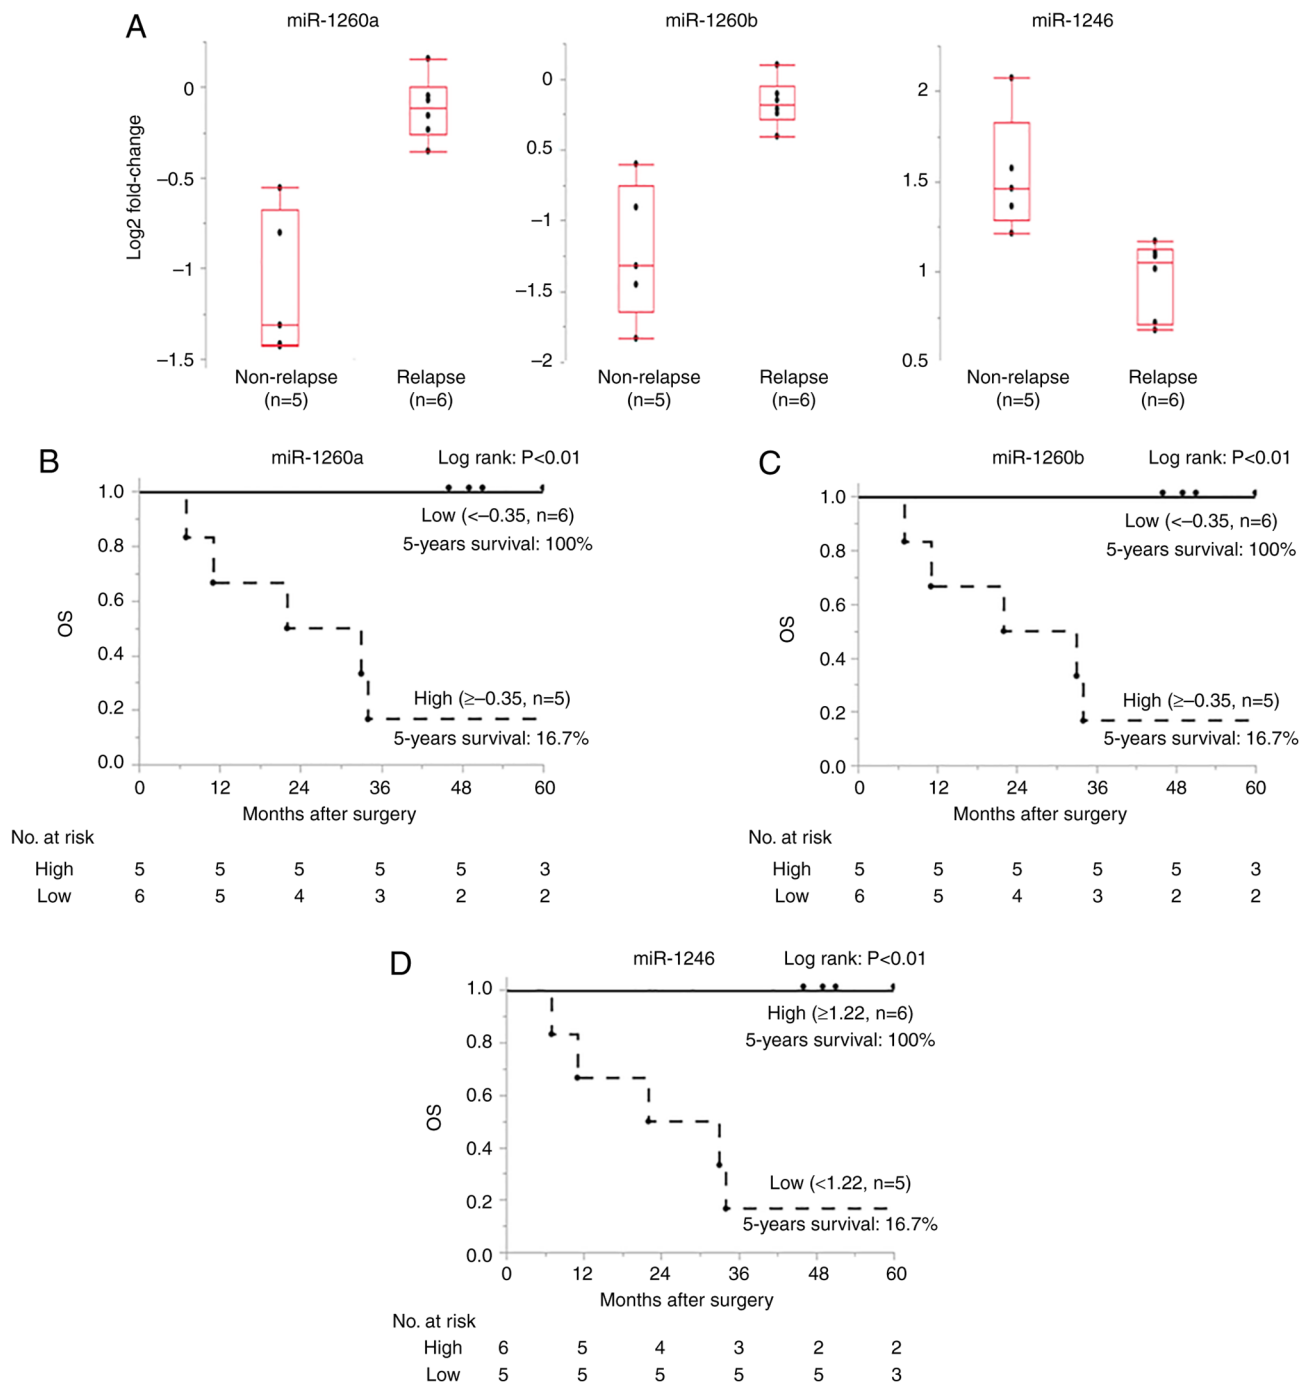 A
miR-1260a
miR-1260b
miR-1246
Log2 fold-change
0
–0.5
–1
–1.5
0
0.5
–1
–1.5
–2
2
1.5
1
0.5
Non-relapse
(n=5)
Relapse
(n=6)
Non-relapse
(n=5)
Relapse
(n=6)
Non-relapse
(n=5)
Relapse
(n=6)
B
miR-1260a
Log rank: P<0.01
OS
1.0
0.8
0.6
0.4
0.2
0.0
Low (<–0.35, n=6)
5-years survival: 100%
High (≥–0.35, n=5)
5-years survival: 16.7%
0 12 24 36 48 60
Months after surgery
No. at risk
High 5 5 5 5 5 3
Low 6 5 4 3 2 2
C
miR-1260b
Log rank: P<0.01
OS
1.0
0.8
0.6
0.4
0.2
0.0
Low (<–0.35, n=6)
5-years survival: 100%
High (≥–0.35, n=5)
5-years survival: 16.7%
0 12 24 36 48 60
Months after surgery
No. at risk
High 5 5 5 5 5 3
Low 6 5 4 3 2 2
D
miR-1246
Log rank: P<0.01
OS
1.0
0.8
0.6
0.4
0.2
0.0
High (≥1.22, n=6)
5-years survival: 100%
Low (<1.22, n=5)
5-years survival: 16.7%
0 12 24 36 48 60
Months after surgery
No. at risk
High 6 5 4 3 2 2
Low 5 5 5 5 5 3